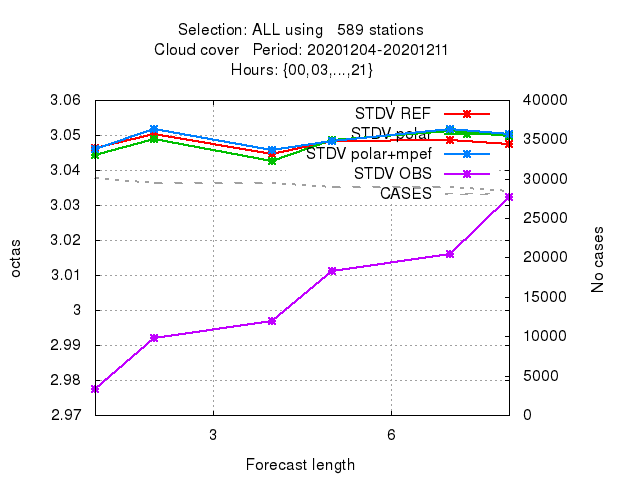 Selection: ALL using 589 stations
Cloud cover Period: 20201204-20201211
Hours: {00,03,...,21}
3.06
3.05
3.04
3.03
3.02
3.01
3
2.99
2.98
2.97
octas
STDV REF
STDV polar
STDV polar+mpef
STDV OBS
CASES
40000
35000
30000
25000
20000
15000
10000
5000
0
No cases
3 6
Forecast length